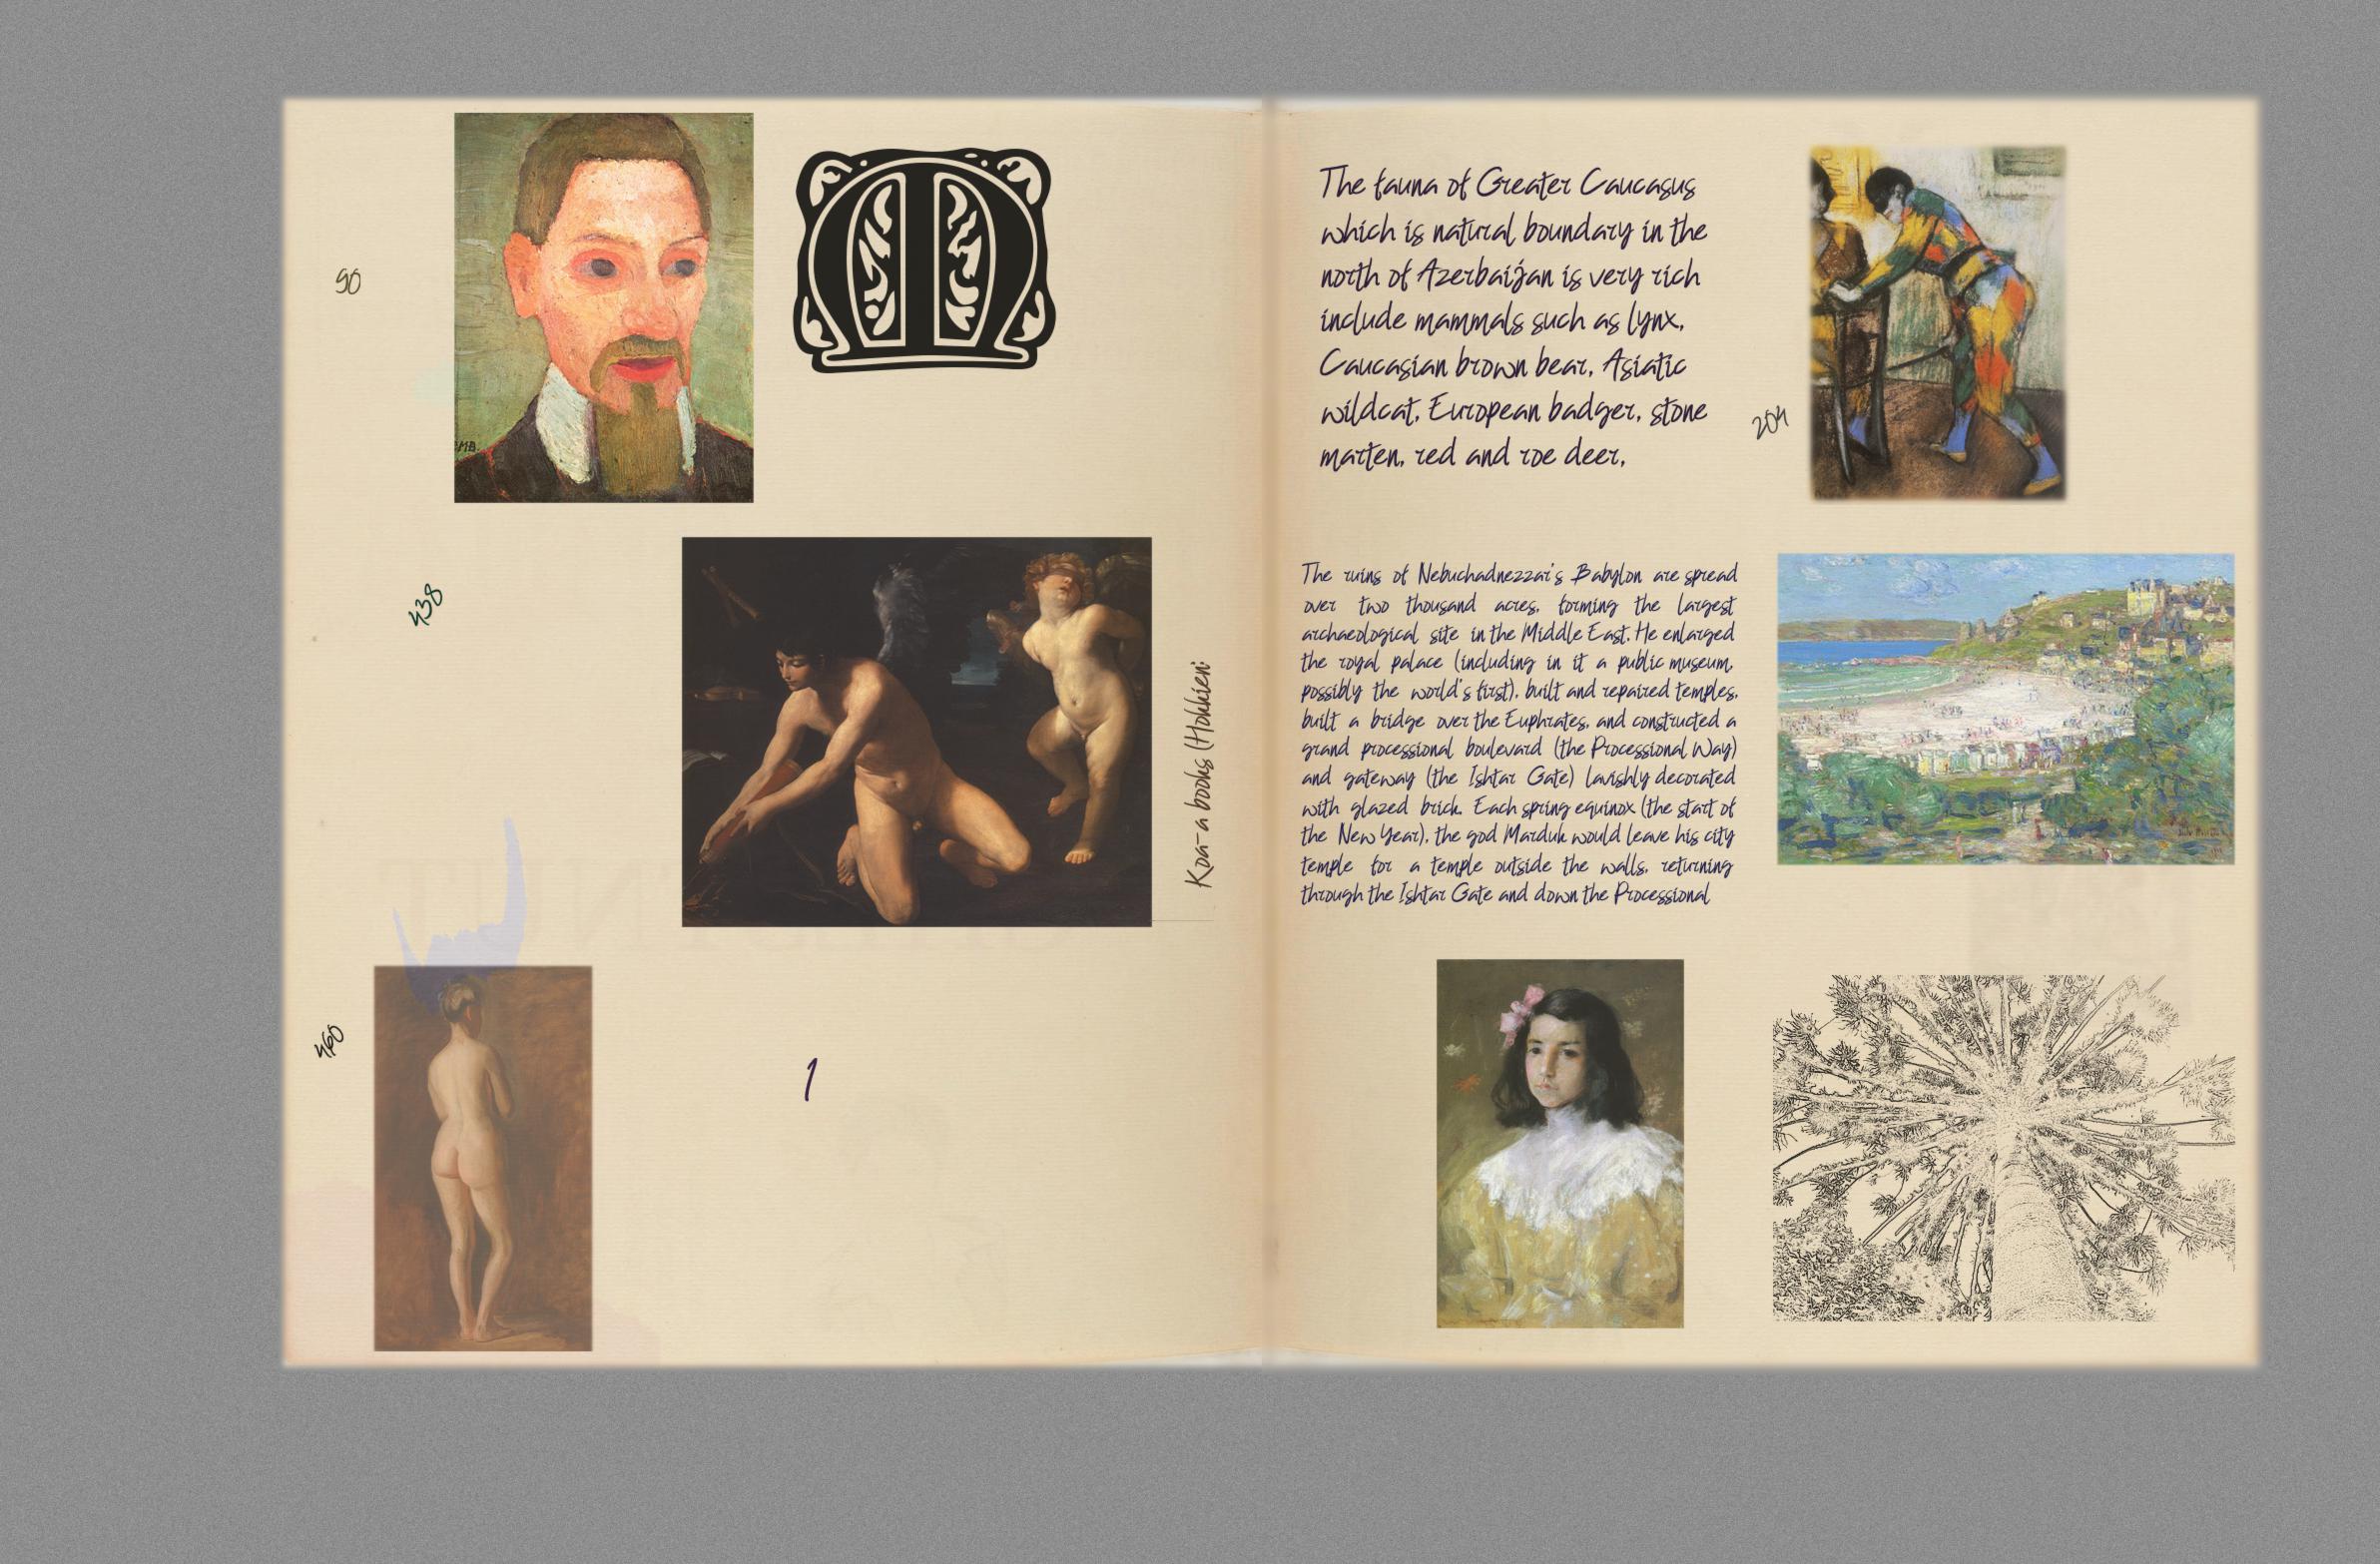 90
M
438
Koa-a books (Hokkien:
460
1
The fauna of Greater Caucasus
which is natural boundary in the
north of Azerbaijan is very rich
include mammals such as lynx,
Caucasian brown bear, Asiatic
wildcat, European badger, stone
marten, red and roe deer,
204
The ruins of Nebuchadnezzar's Babylon are spread
over two thousand acres, forming the largest
archaeological site in the Middle East. He enlarged
the royal palace (including in it a public museum,
possibly the world's first), built and repaired temples,
built a bridge over the Euphrates, and constructed a
grand processional boulevard (the Processional Way)
and gateway (the Ishtar Gate) lavishly decorated
with glazed brick. Each spring equinox (the start of
the New Year), the god Marduk would leave his city
temple for a temple outside the walls, returning
through the Ishtar Gate and down the Processional